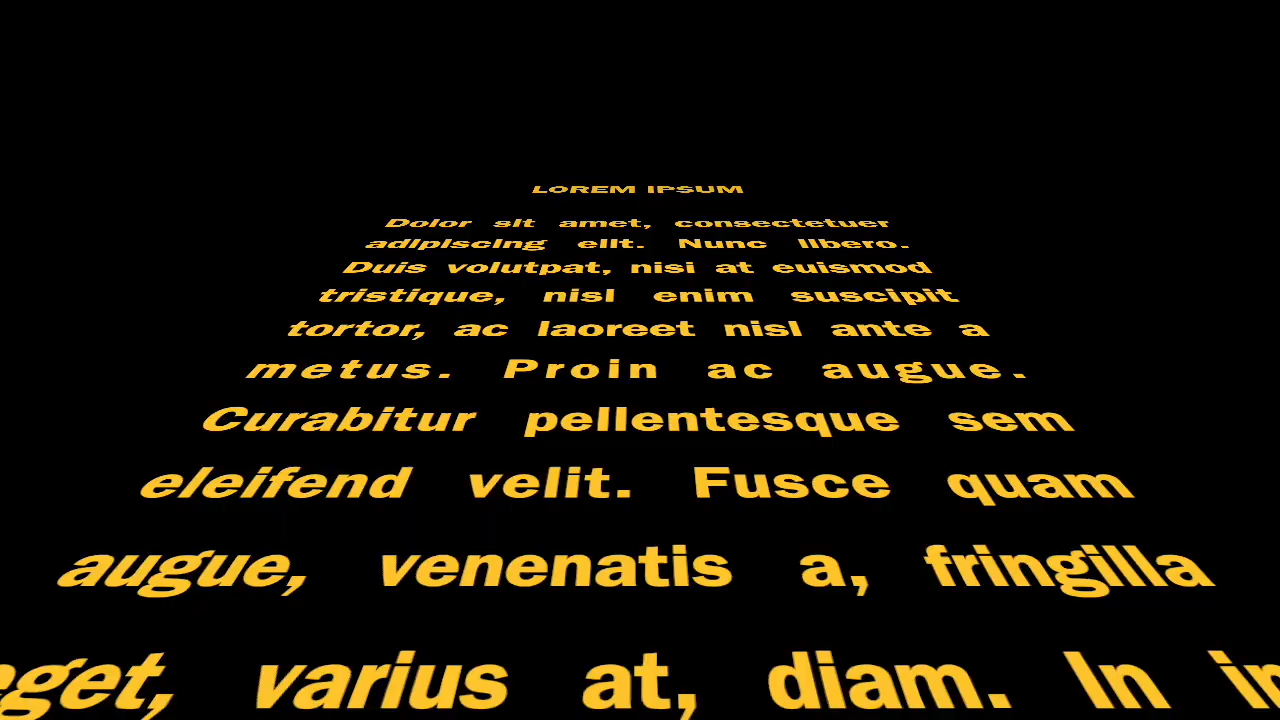 LOREM IPSUM
Dolor sit amet, consectetuer
adipiscing elit. Nunc libero.
Duis volutpat, nisi at euismod
tristique, nisl enim suscipit
tortor, ac laoreet nisl ante a
metus. Proin ac augue.
Curabitur pellentesque sem
eleifend velit. Fusce quam
augue, venenatis a, fringilla
eget, varius at, diam. In